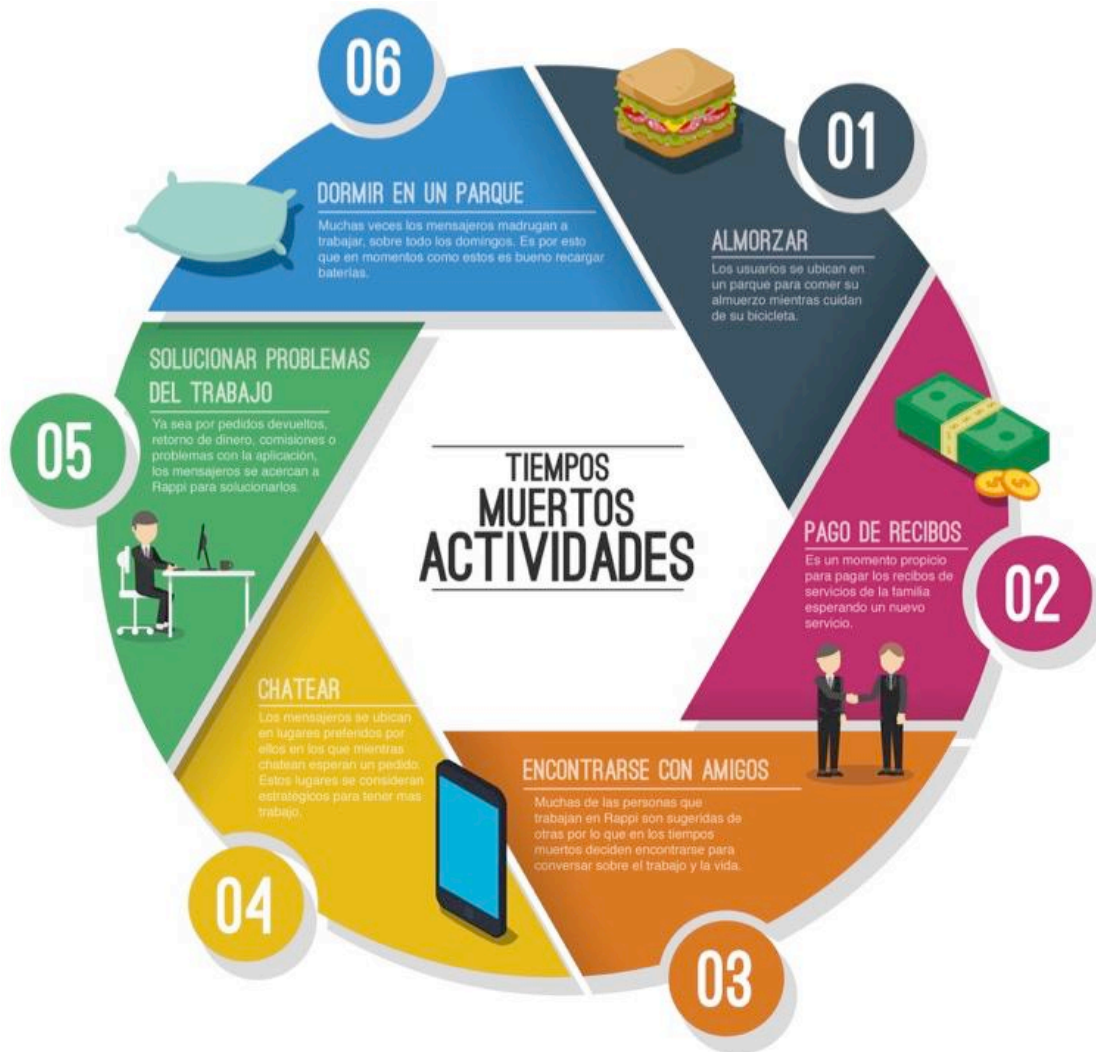 TIEMPOS
MUERTOS
ACTIVIDADES
01
ALMORZAR
Los usuarios se ubican en
un parque para comer su
almuerzo mientras cuidan
de su bicicleta.
02
PAGO DE RECIBOS
Es un momento propicio
para pagar los recibos de
servicios de la familia
esperando un nuevo
servicio.
03
ENCONTRARSE CON AMIGOS
Muchas de las personas que
trabajan en Rappi son sugeridas de
otras por lo que en los tiempos
muertos deciden encontrarse para
conversar sobre el trabajo y la vida.
04
CHATEAR
Los mensajeros se ubican
en lugares preferidos por
ellos en los que mientras
chatean esperan un pedido.
Estos lugares se consideran
estratégicos para tener mas
trabajo.
05
SOLUCIONAR PROBLEMAS
DEL TRABAJO
Ya sea por pedidos devueltos,
retorno de dinero, comisiones o
problemas con la aplicación,
los mensajeros se acercan a
Rappi para solucionarlos.
06
DORMIR EN UN PARQUE
Muchas veces los mensajeros madrugan a
trabajar, sobre todo los domingos. Es por esto
que en momentos como estos es bueno recargar
baterías.